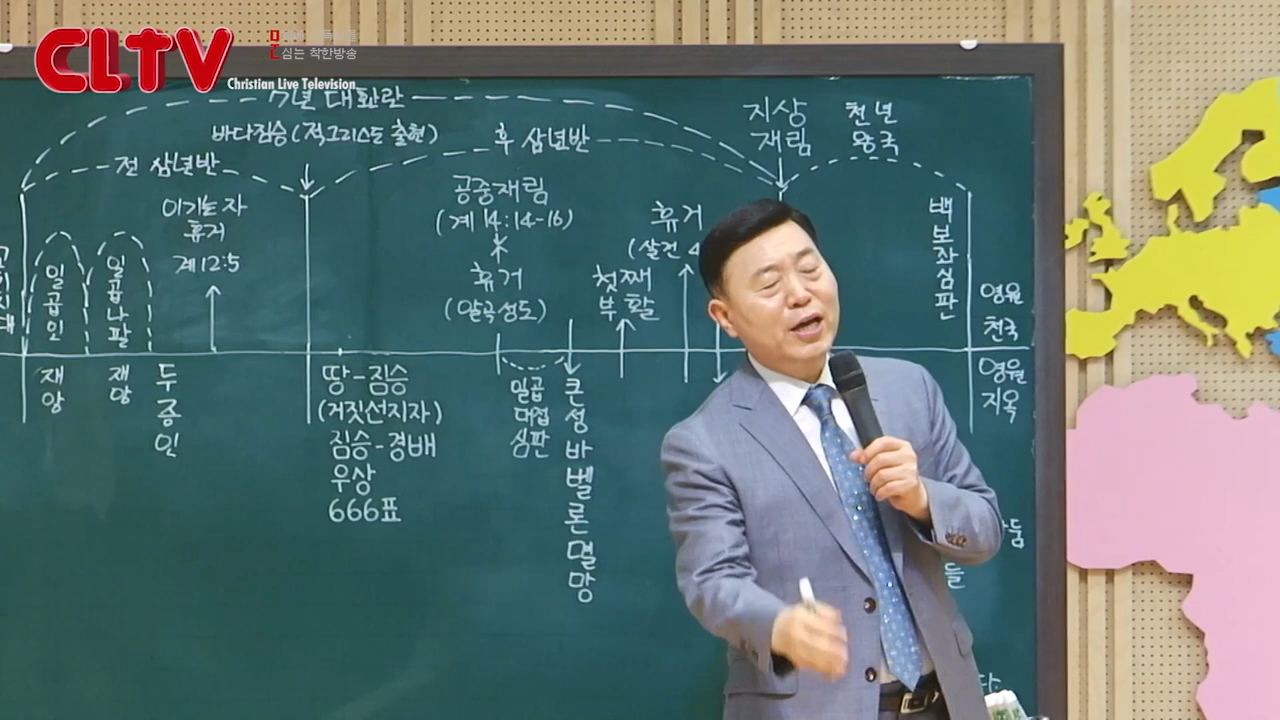 CLTV
심는 착한방송
Christian Live Television
7년 대환란
바다짐승(적그리스도 출현)
전 삼년반
후 삼년반
지상
재림
천년
왕국
이기는자
휴거
계12:5
공중재림
(계 14:14-16)
휴거
(알곡성도)
첫째
부활
휴거
(살전 4
백보좌심판
일곱인
일곱나팔
영원
천국
영원
지옥
재앙
재앙
두증인
땅-짐승
(거짓선지자)
짐승-경배
우상
666표
일곱
대접
심판
큰성바벨론멸망
둠
들
다.